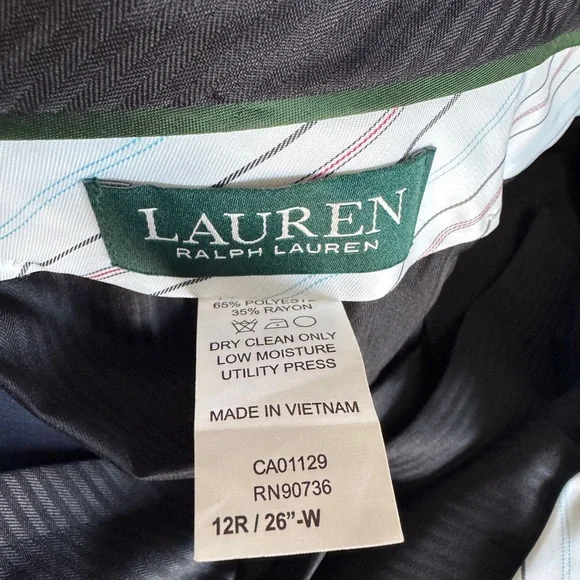 LAUREN
RALPH LAUREN
65% POLYESTE
35% RAYON
DRY CLEAN ONLY
LOW MOISTURE
UTILITY PRESS
MADE IN VIETNAM
CA01129
RN90736
12R / 26"-W